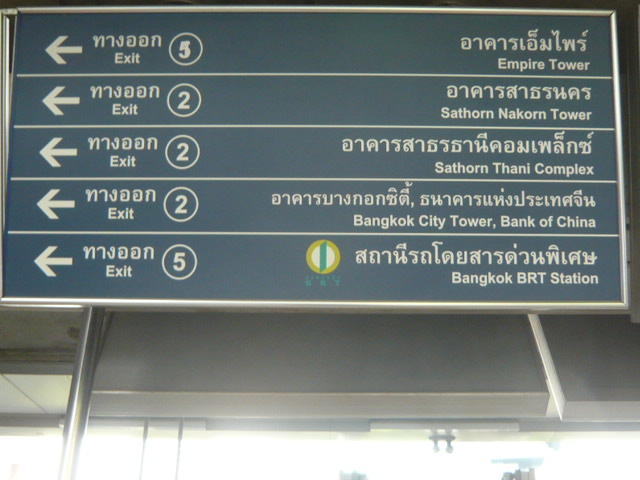 ทางออก 5 อาคารเอ็มไพร์
Exit Empire Tower
ทางออก 2 อาคารสาธรนคร
Exit Sathorn Nakorn Tower
ทางออก 2 อาคารสาธรธานีคอมเพล็กซ์
Exit Sathorn Thani Complex
ทางออก 2 อาคารบางกอกซิตี้, ธนาคารแห่งประเทศจีน
Exit Bangkok City Tower, Bank of China
ทางออก 5 สถานีรถโดยสารด่วนพิเศษ
Exit Bangkok BRT Station